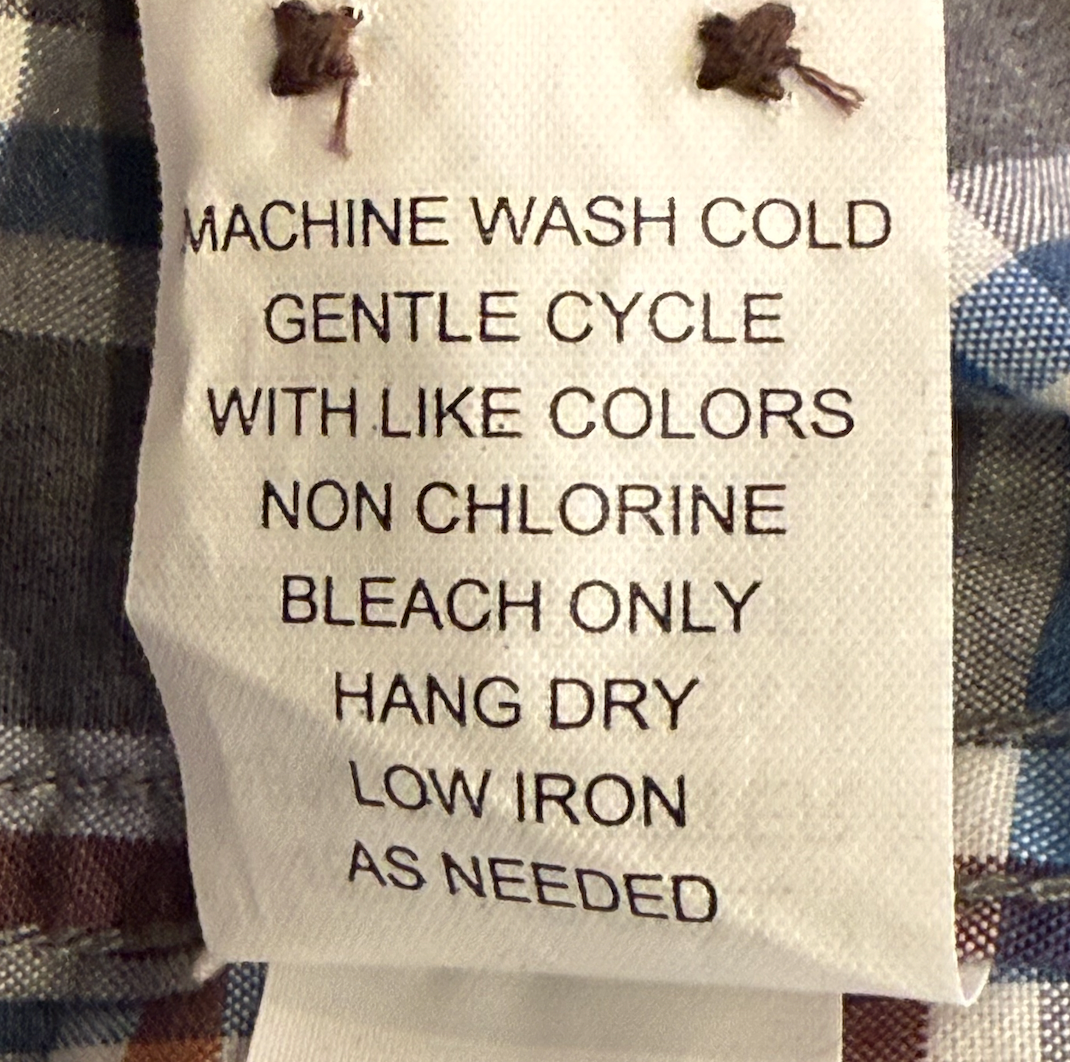 MACHINE WASH COLD
GENTLE CYCLE
WITH LIKE COLORS
NON CHLORINE
BLEACH ONLY
HANG DRY
LOW IRON
AS NEEDED